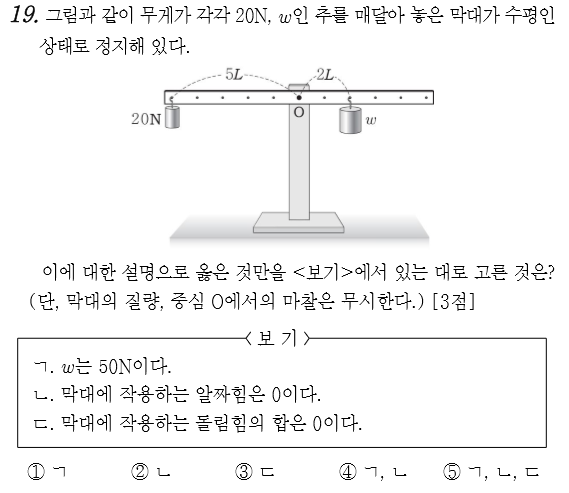 19. 그림과 같이 무게가 각각 20N, w인 추를 매달아 놓은 막대가 수평인
상태로 정지해 있다.
5L 2L
O
20N w
이에 대한 설명으로 옳은 것만을 <보기>에서 있는 대로 고른 것은?
(단, 막대의 질량, 중심 O에서의 마찰은 무시한다.) [3점]
<보 기>
ㄱ. w는 50N이다.
ㄴ. 막대에 작용하는 알짜힘은 0이다.
ㄷ. 막대에 작용하는 돌림힘의 합은 0이다.
① ㄱ ② ㄴ ③ ㄷ ④ ㄱ, ㄴ ⑤ ㄱ, ㄴ, ㄷ